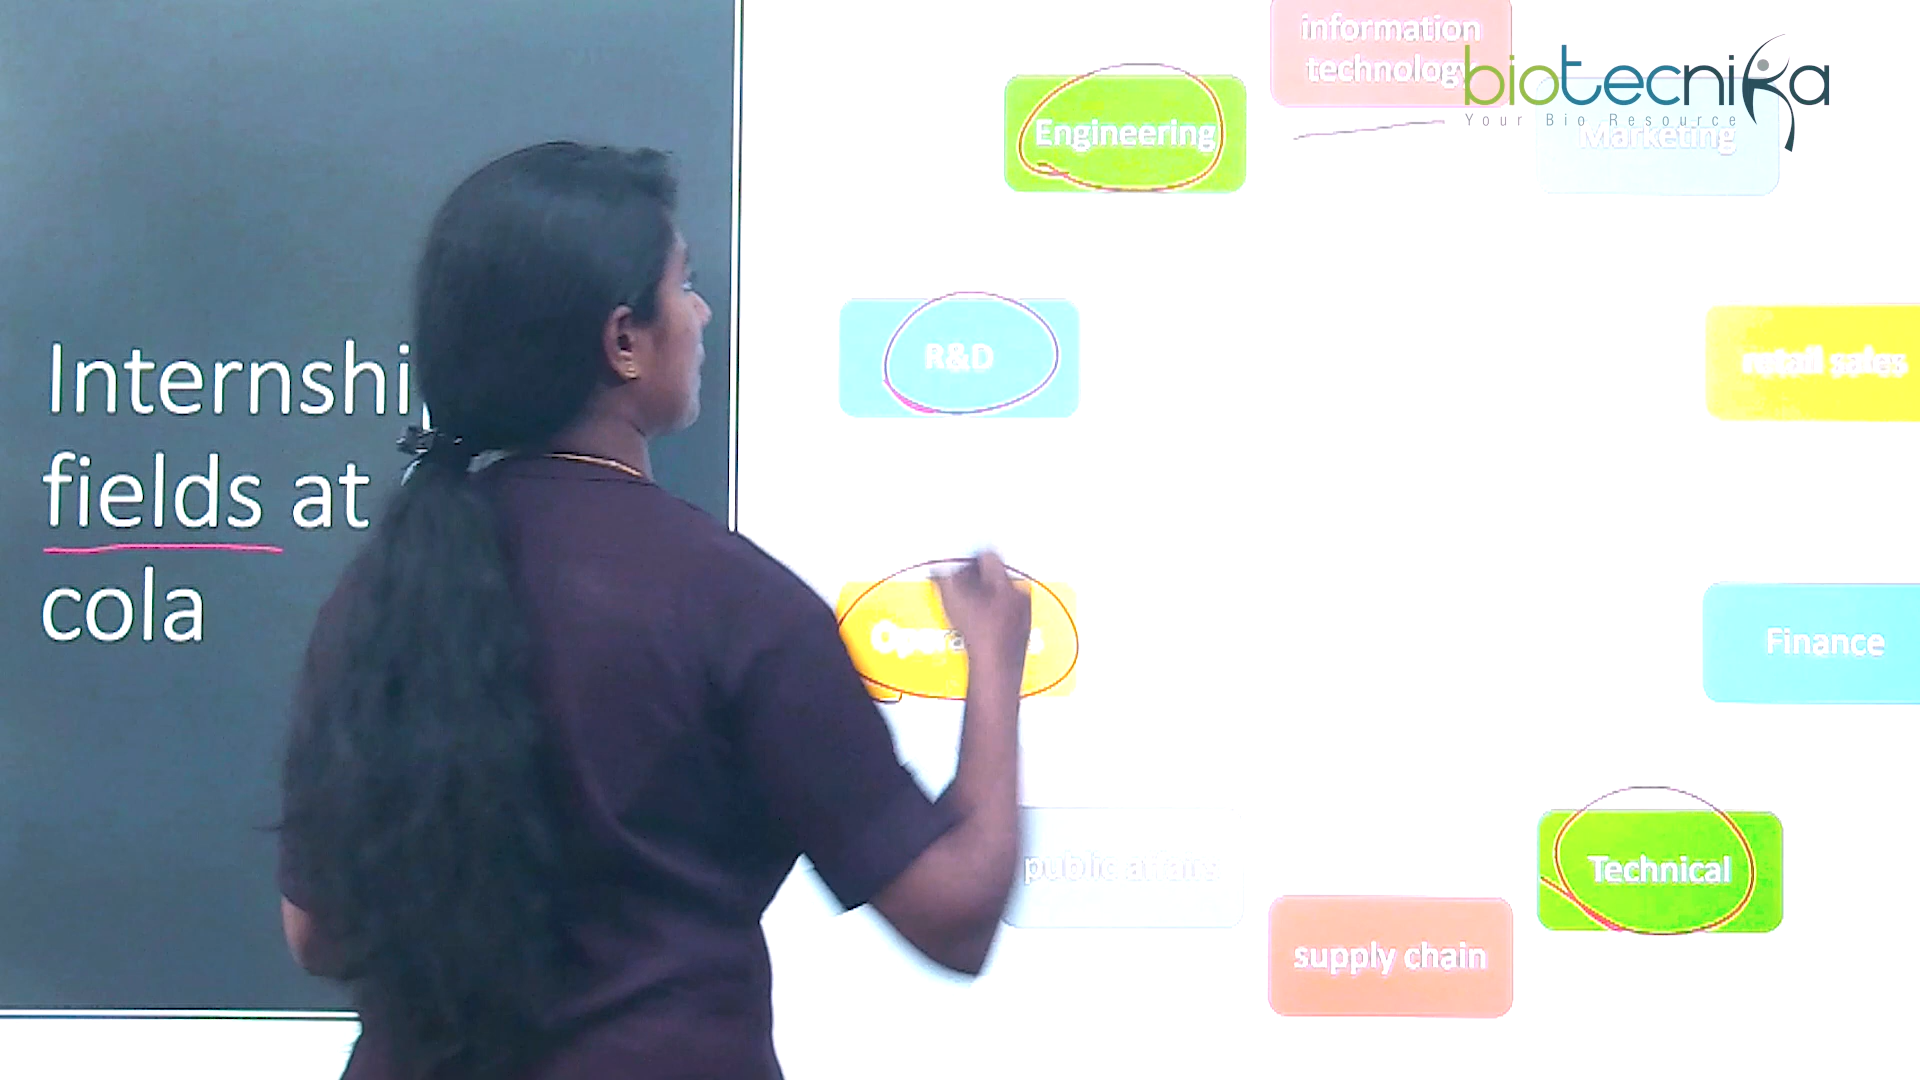 Internshi
fields at
cola
information
technology
biotecnika
Your Bio Resource
Engineering
Marketing
R&D
retail sales
Finance
public affairs
Technical
supply chain